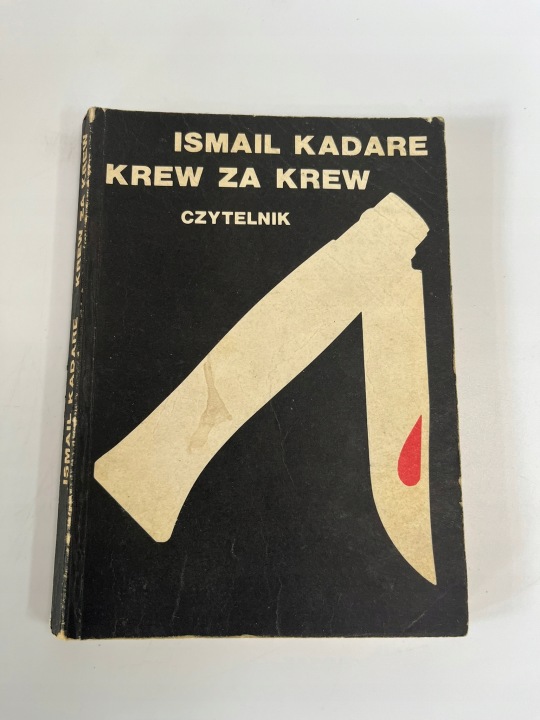 ISMAIL KADARE
KREW ZA KREW
CZYTELNIK
ISMAIL KADARE KREW ZA KREW